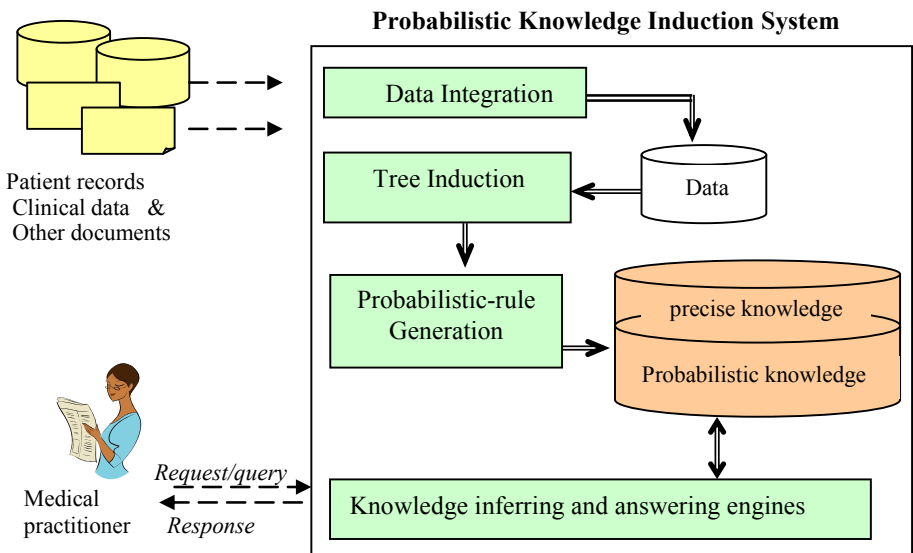 Probabilistic Knowledge Induction System
Data Integration
Patient records
Clinical data &
Other documents
Tree Induction
Data
Probabilistic-rule
Generation
precise knowledge
Probabilistic knowledge
Request/query
Medical
practitioner
Response
Knowledge inferring and answering engines